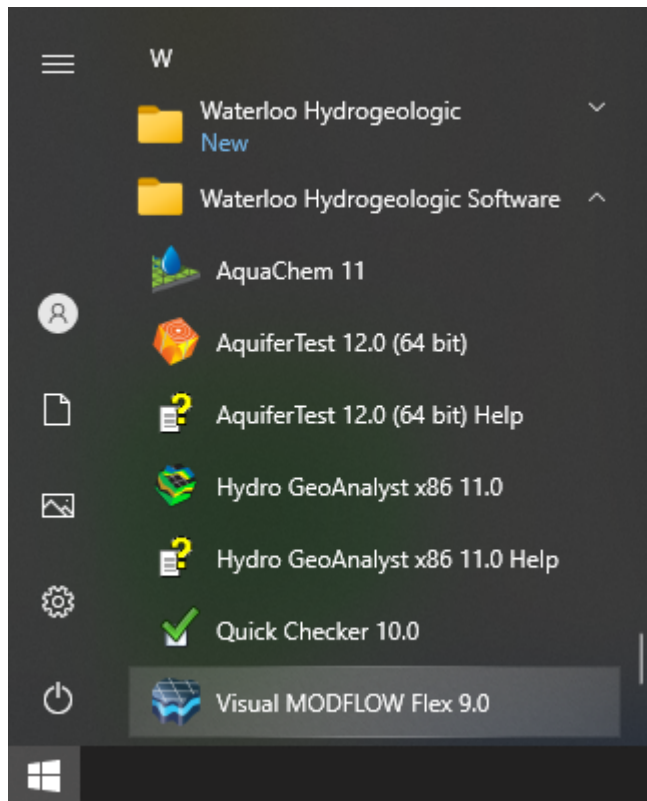 W
Waterloo Hydrogeologic
New
Waterloo Hydrogeologic Software
AquaChem 11
AquiferTest 12.0 (64 bit)
AquiferTest 12.0 (64 bit) Help
Hydro GeoAnalyst x86 11.0
Hydro GeoAnalyst x86 11.0 Help
Quick Checker 10.0
Visual MODFLOW Flex 9.0